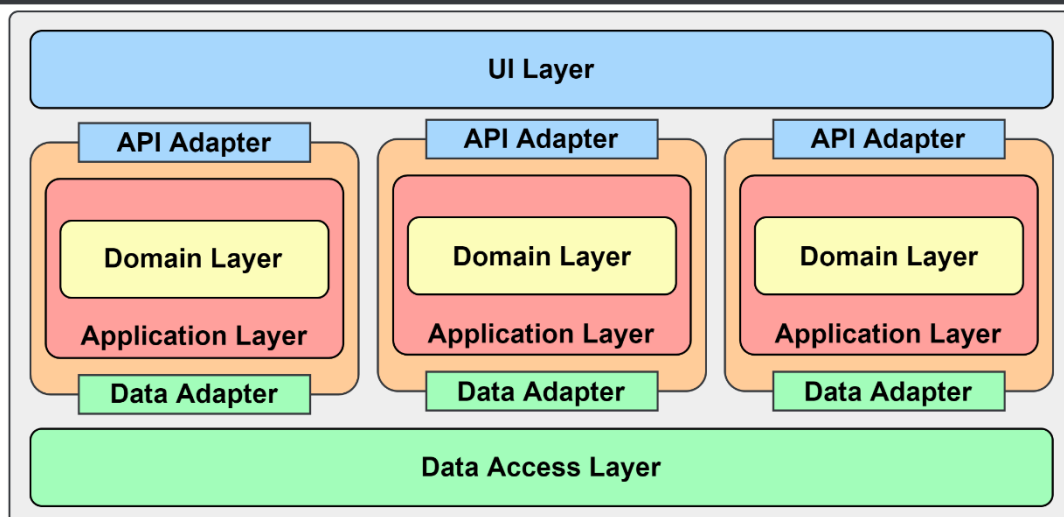 UI Layer
API Adapter
API Adapter
API Adapter
Domain Layer
Domain Layer
Domain Layer
Application Layer
Application Layer
Application Layer
Data Adapter
Data Adapter
Data Adapter
Data Access Layer